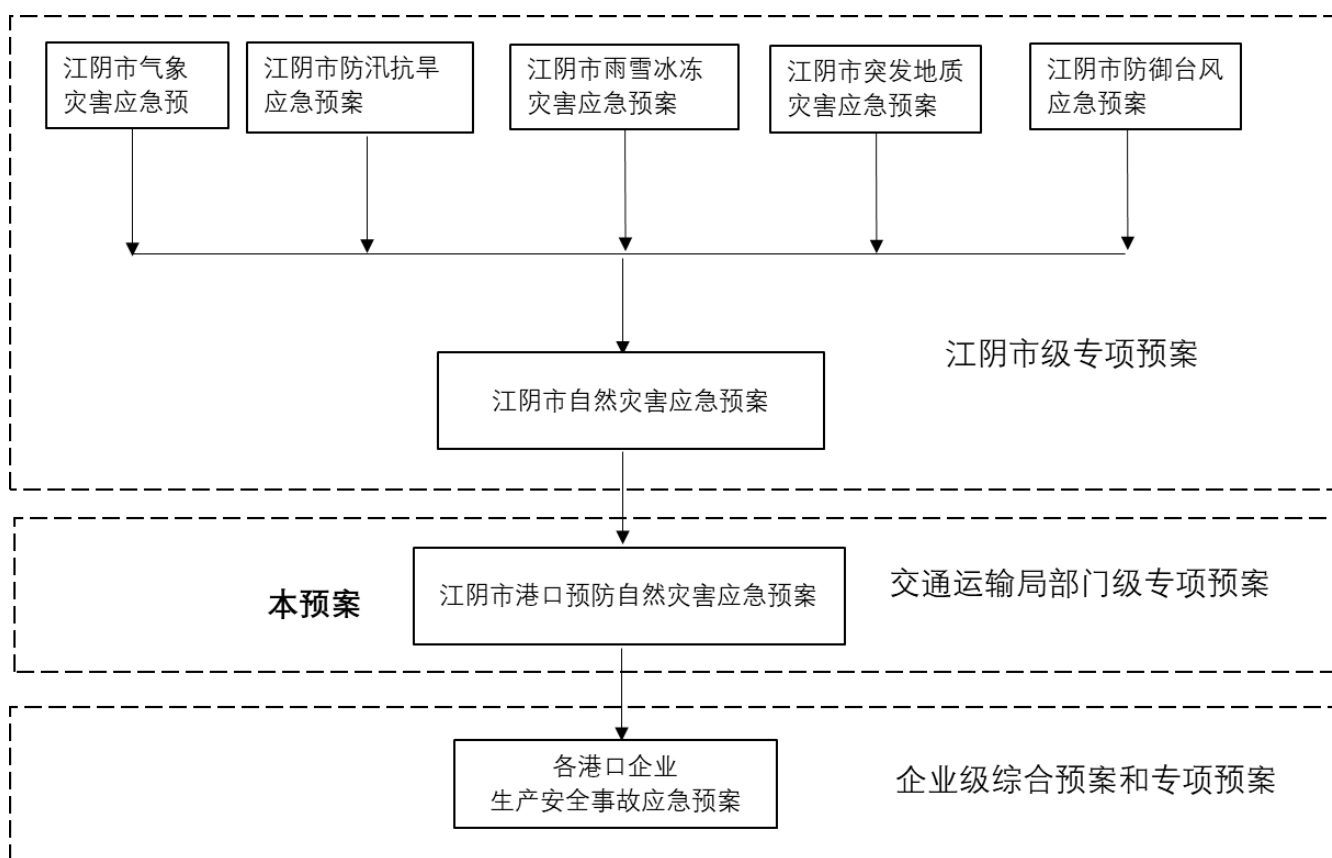 江阴市气象
灾害应急预
江阴市防汛抗旱
应急预案
江阴市雨雪冰冻
灾害应急预案
江阴市突发地质
灾害应急预案
江阴市防御台风
应急预案
江阴市级专项预案
江阴市自然灾害应急预案
交通运输局部门级专项预案
江阴市港口预防自然灾害应急预案
本预案
各港口企业
生产安全事故应急预案
企业级综合预案和专项预案